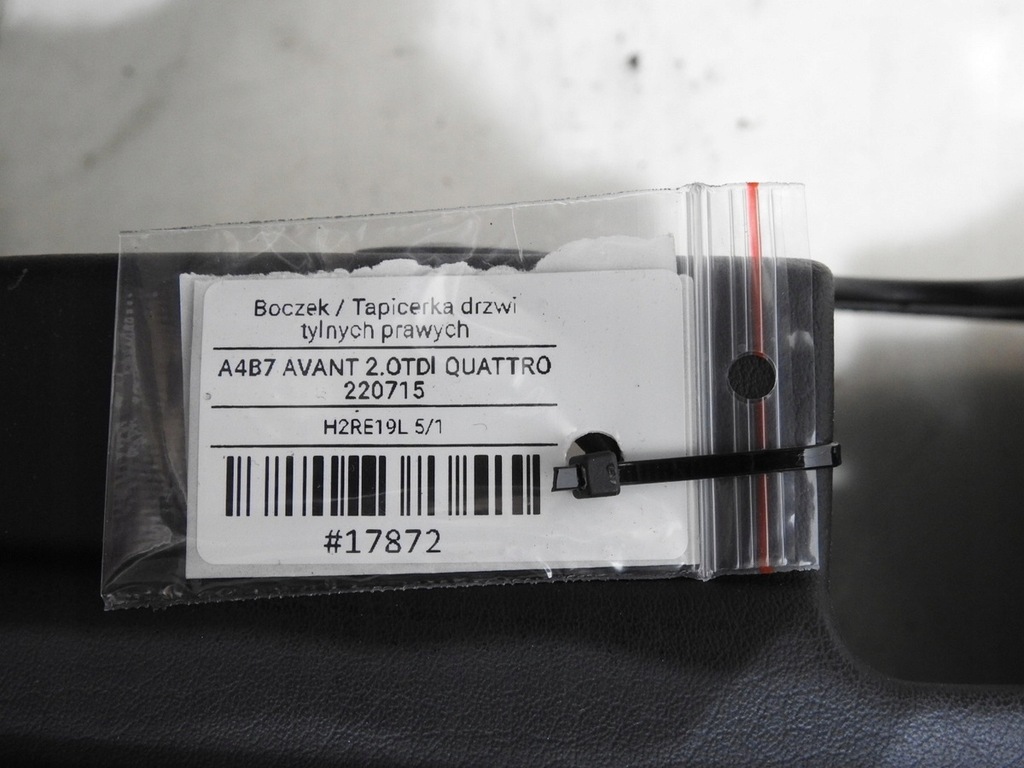 Boczek / Tapicerka drzwi
tylnych prawych
A4B7 AVANT 2.0TDI QUATTRO
220715
H2RE19L 5/1
#17872